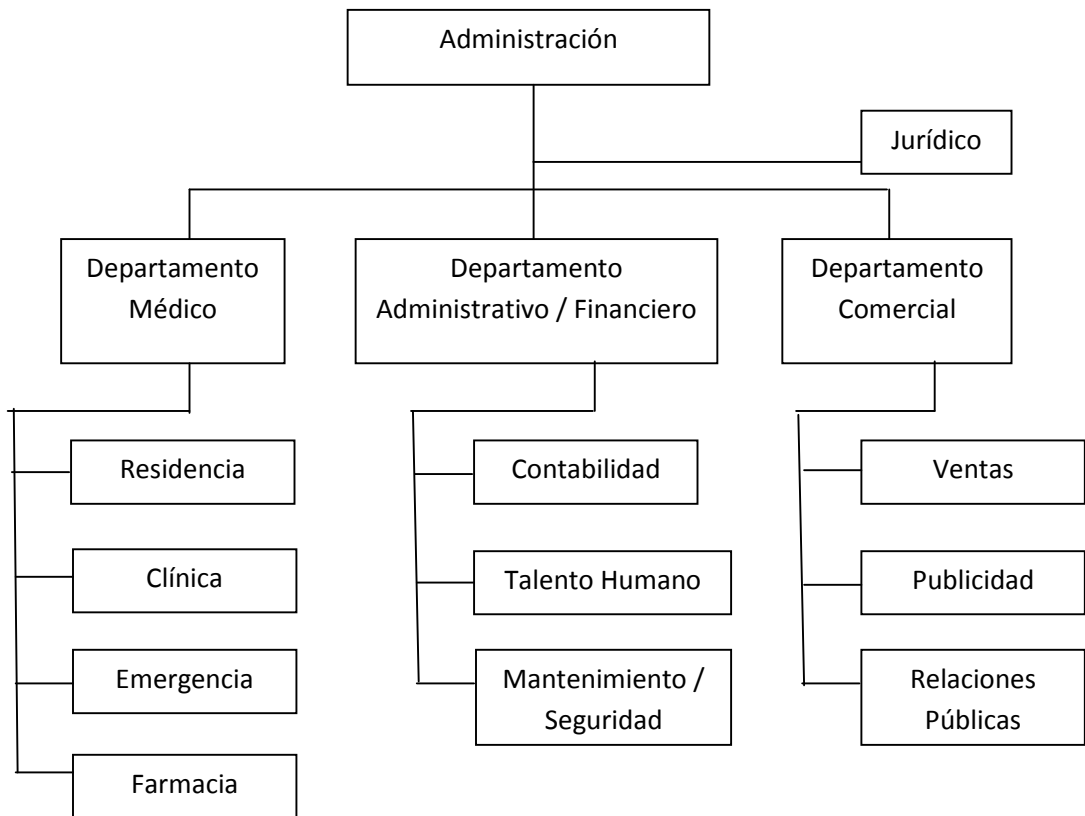 Administración
Jurídico
Departamento
Médico
Departamento
Administrativo / Financiero
Departamento
Comercial
Residencia
Clínica
Emergencia
Farmacia
Contabilidad
Talento Humano
Mantenimiento /
Seguridad
Ventas
Publicidad
Relaciones
Públicas